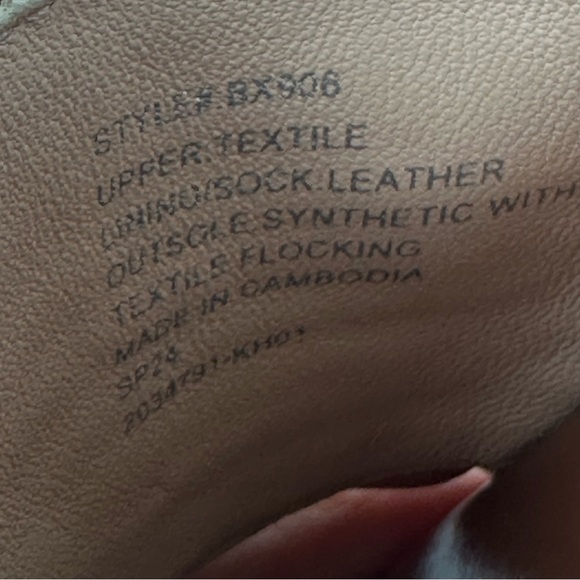 STYLE# BX906
UPPER:TEXTILE
LINING/SOCK:LEATHER
OUTSOLE:SYNTHETIC WITH
TEXTILE FLOCKING
MADE IN CAMBODIA
SP24
2034791-KH01